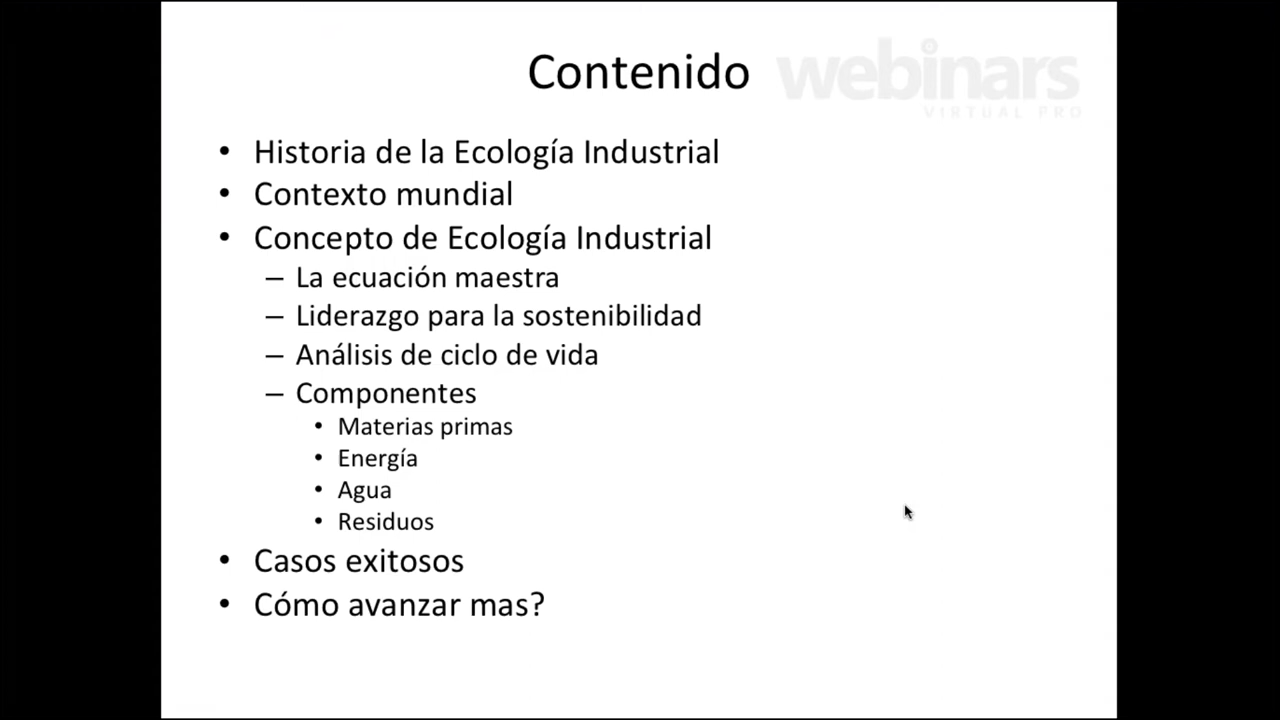 Contenido
webinars
VIRTUAL PRO
• Historia de la Ecología Industrial
• Contexto mundial
• Concepto de Ecología Industrial
– La ecuación maestra
– Liderazgo para la sostenibilidad
– Análisis de ciclo de vida
– Componentes
• Materias primas
• Energía
• Agua
• Residuos
• Casos exitosos
• Cómo avanzar mas?